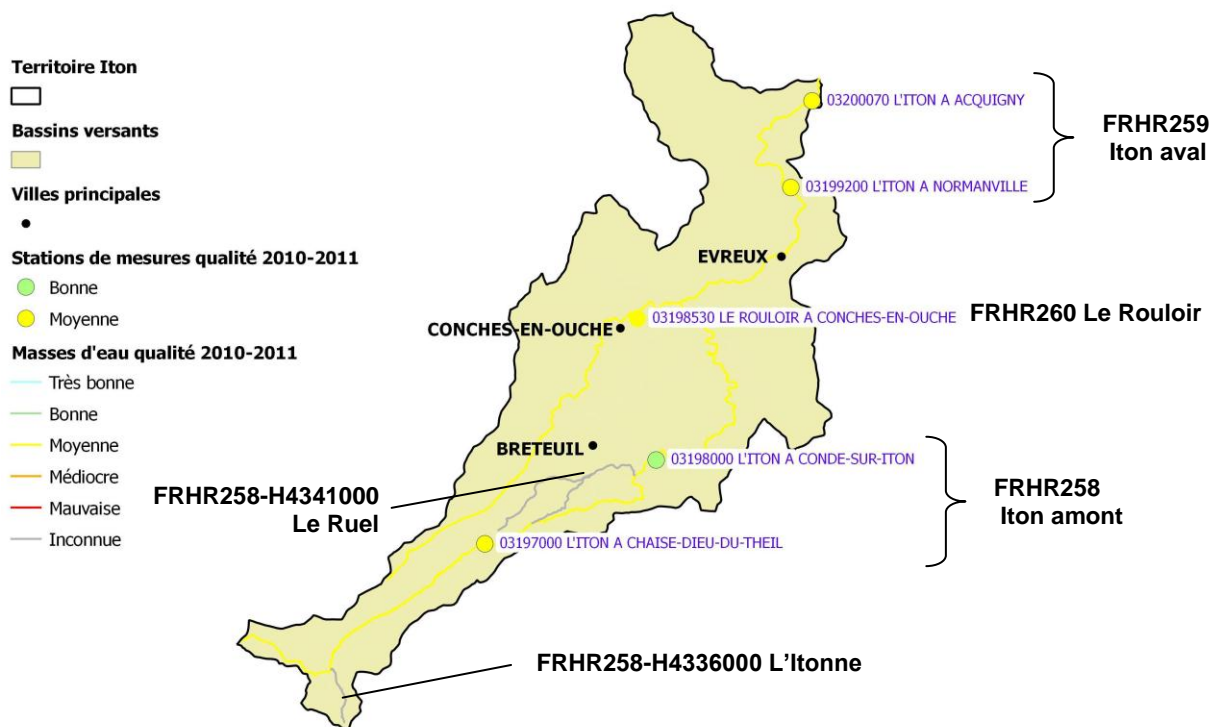 Territoire Iton
Bassins versants
Villes principales
Stations de mesures qualité 2010-2011
Bonne
Moyenne
Masses d'eau qualité 2010-2011
Très bonne
Bonne
Moyenne
Médiocre
Mauvaise
Inconnue
03200070 L'ITON A ACQUIGNY
FRHR259
Iton aval
03199200 L'ITON A NORMANVILLE
EVREUX
03198530 LE ROULOIR A CONCHES-EN-OUCHE
FRHR260 Le Rouloir
CONCHES-EN-OUCHE
BRETEUIL
03198000 L'ITON A CONDE-SUR-ITON
FRHR258
Iton amont
FRHR258-H4341000
Le Ruel
03197000 L'ITON A CHAISE-DIEU-DU-THEIL
FRHR258-H4336000 L’Itonne